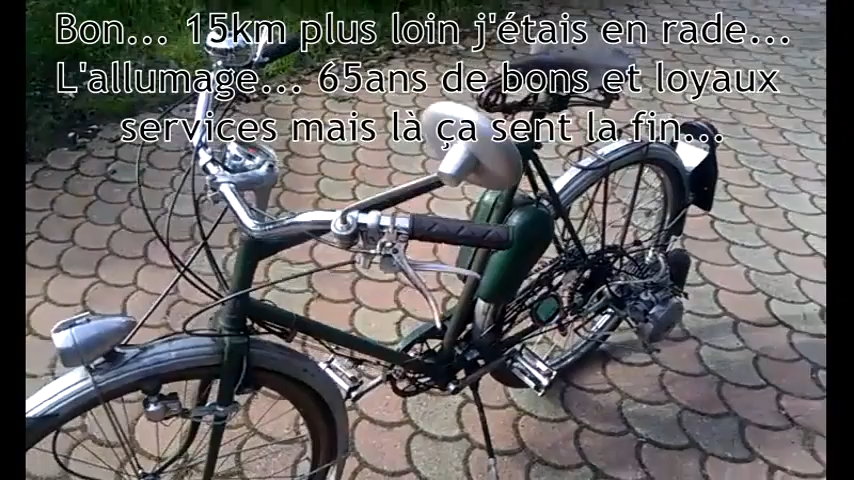 Bon... 15km plus loin j'étais en rade...
L'allumage... 65ans de bons et loyaux
services mais là ça sent la fin...